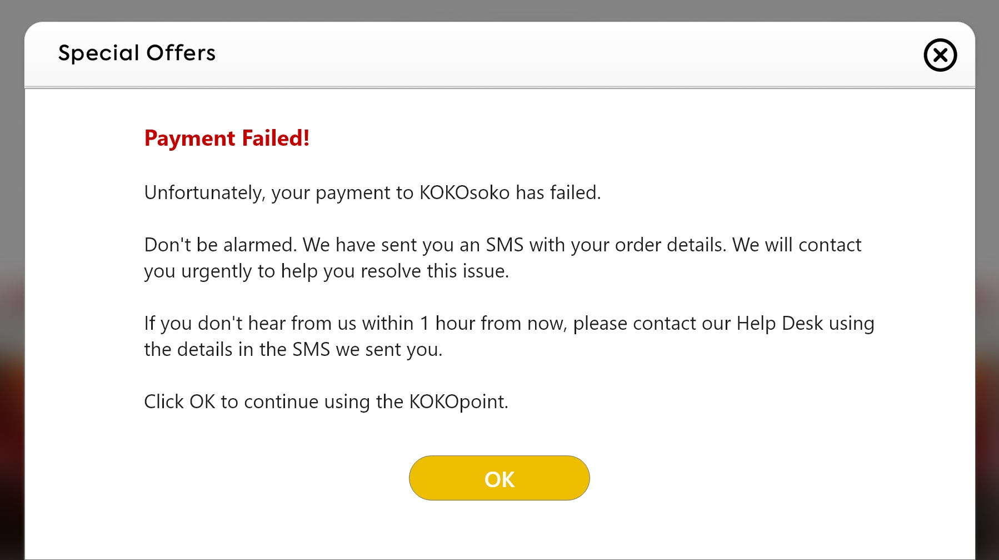 Special Offers
Payment Failed!
Unfortunately, your payment to KOKOsoko has failed.
Don't be alarmed. We have sent you an SMS with your order details. We will contact
you urgently to help you resolve this issue.
If you don't hear from us within 1 hour from now, please contact our Help Desk using
the details in the SMS we sent you.
Click OK to continue using the KOKOpoint.
OK